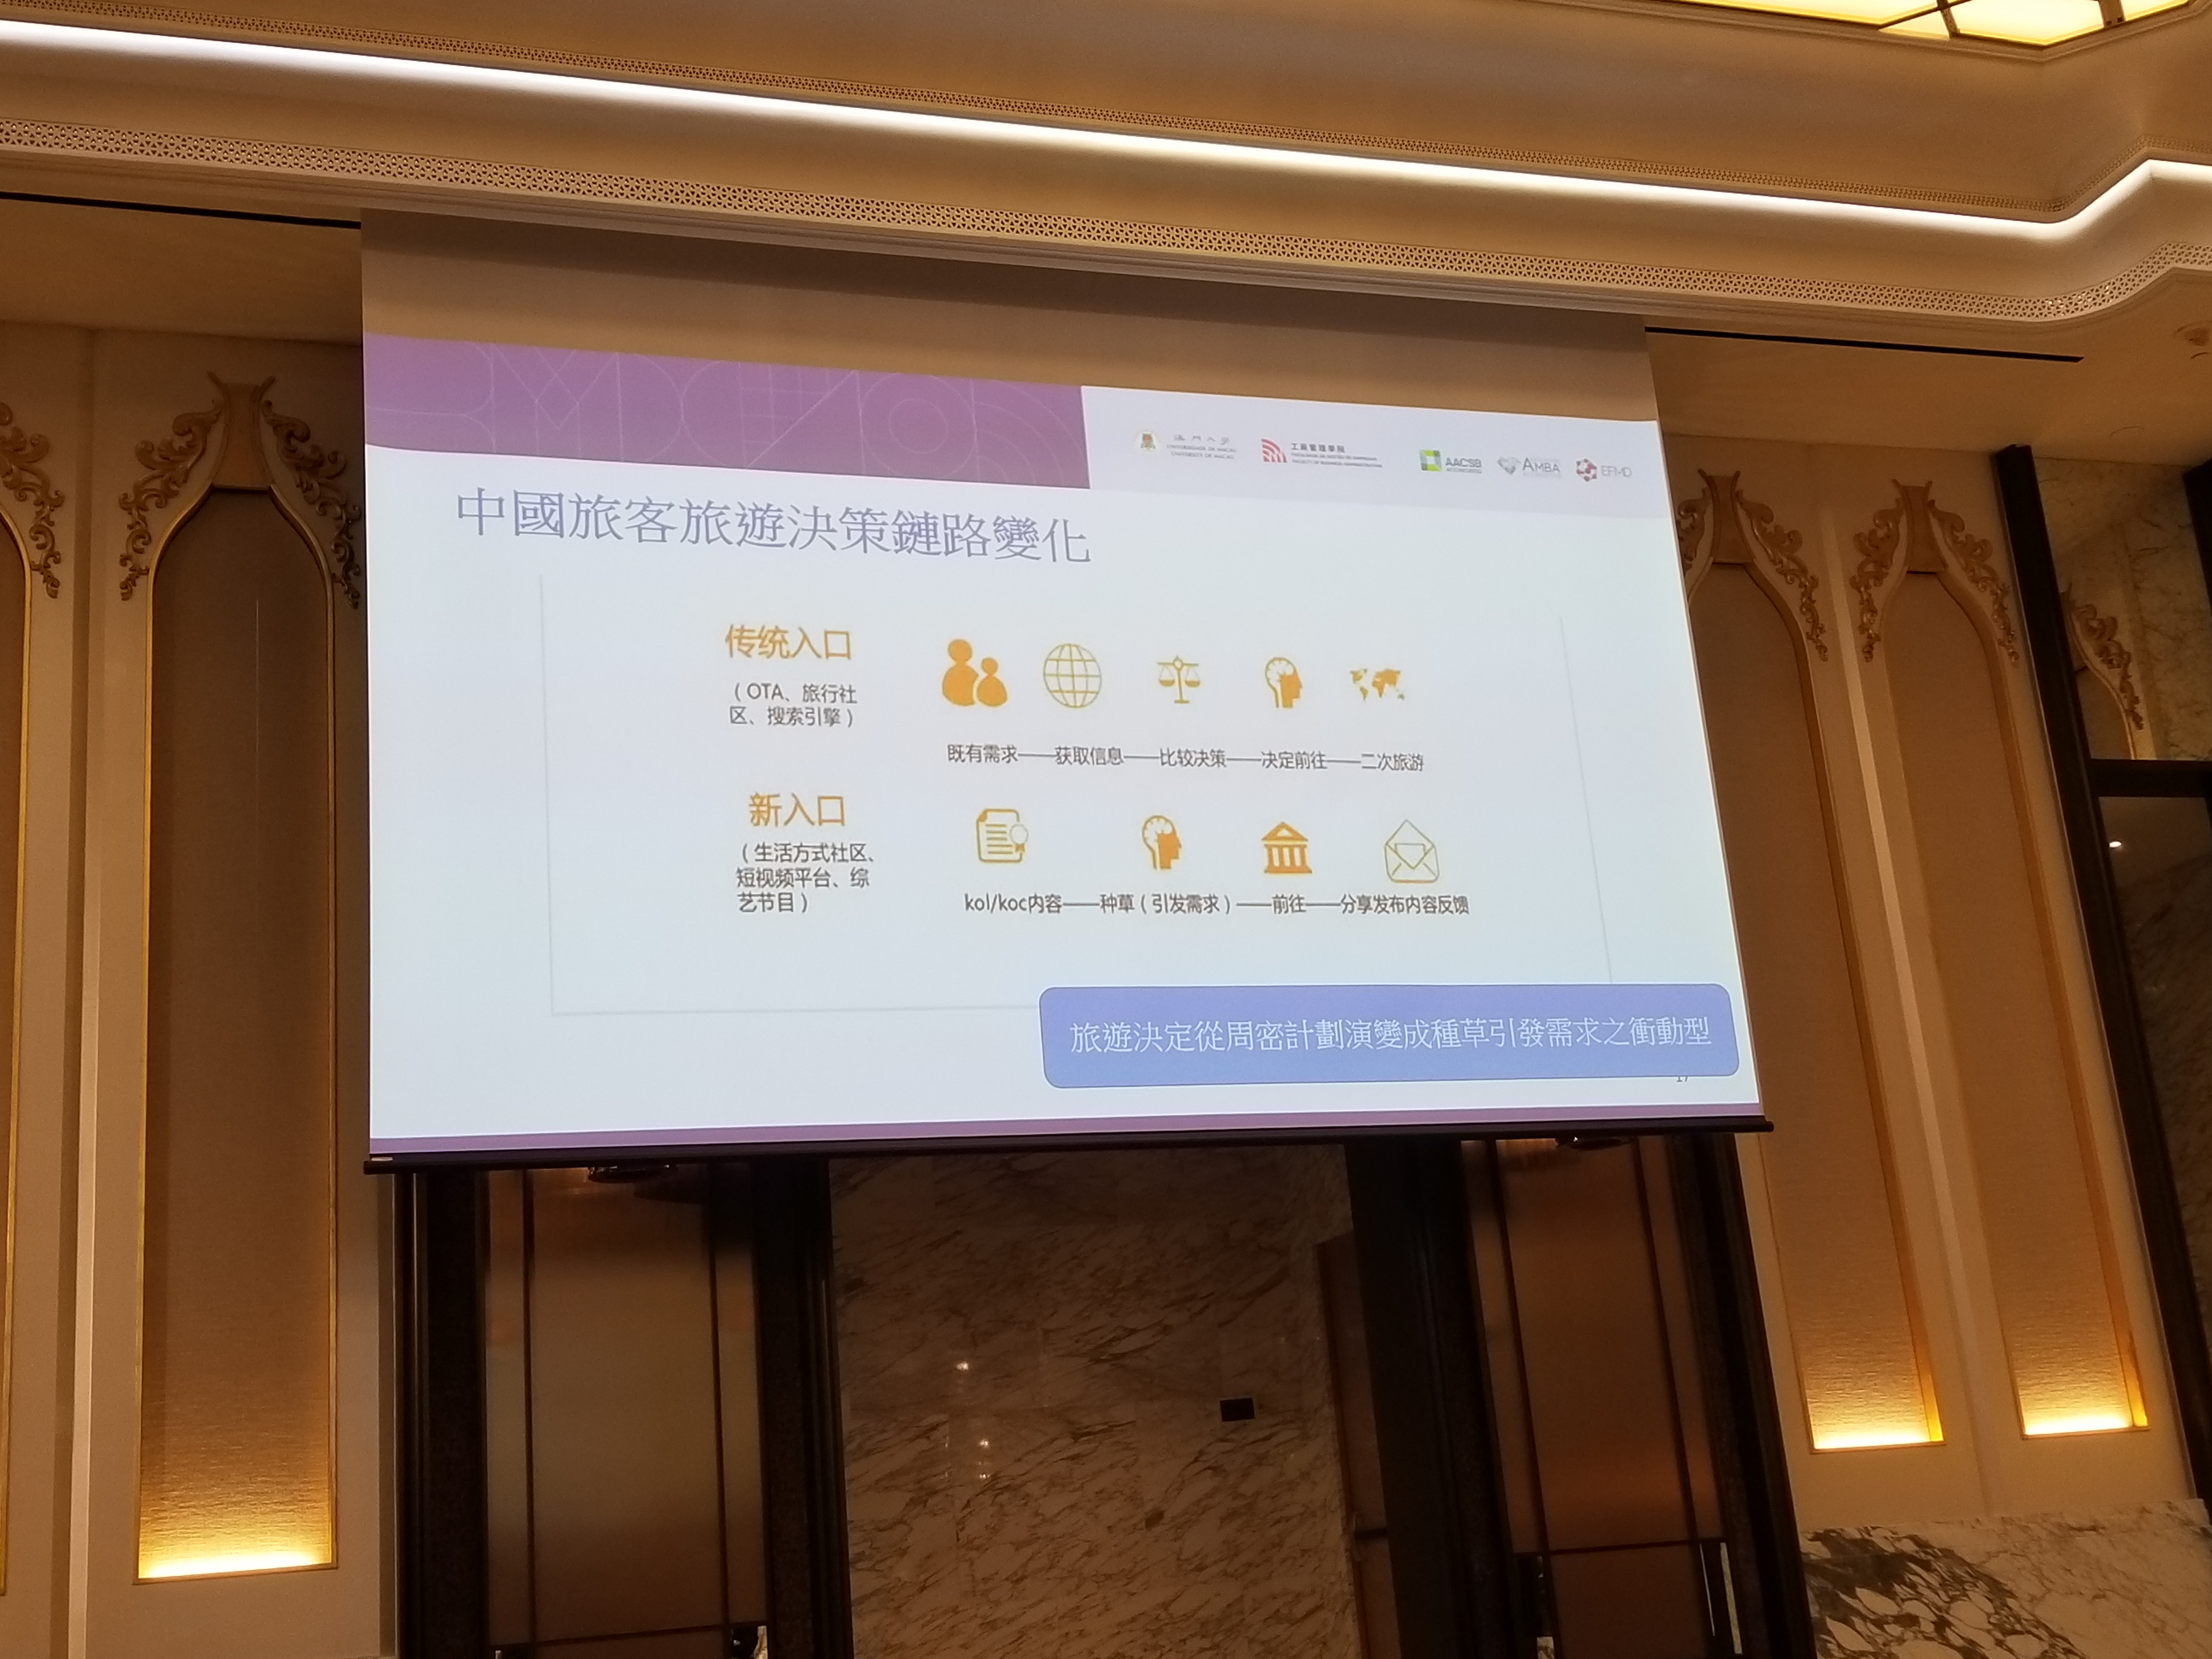 澳門大學
UNIVERSIDADE DE MACAU
UNIVERSITY OF MACAU
工商管理學院
FACULDADE DE GESTÃO DE EMPRESAS
FACULTY OF BUSINESS ADMINISTRATION
AACSB
ACCREDITED
AMBA
EFMD
中國旅客旅遊決策鏈路變化
传统入口
（OTA、旅行社
区、搜索引擎）
既有需求——获取信息——比较决策——决定前往——二次旅游
新入口
（生活方式社区、
短视频平台、综
艺节目）
kol/koc内容——种草（引发需求）——前往——分享发布内容反馈
旅遊決定從周密計劃演變成種草引發需求之衝動型
17